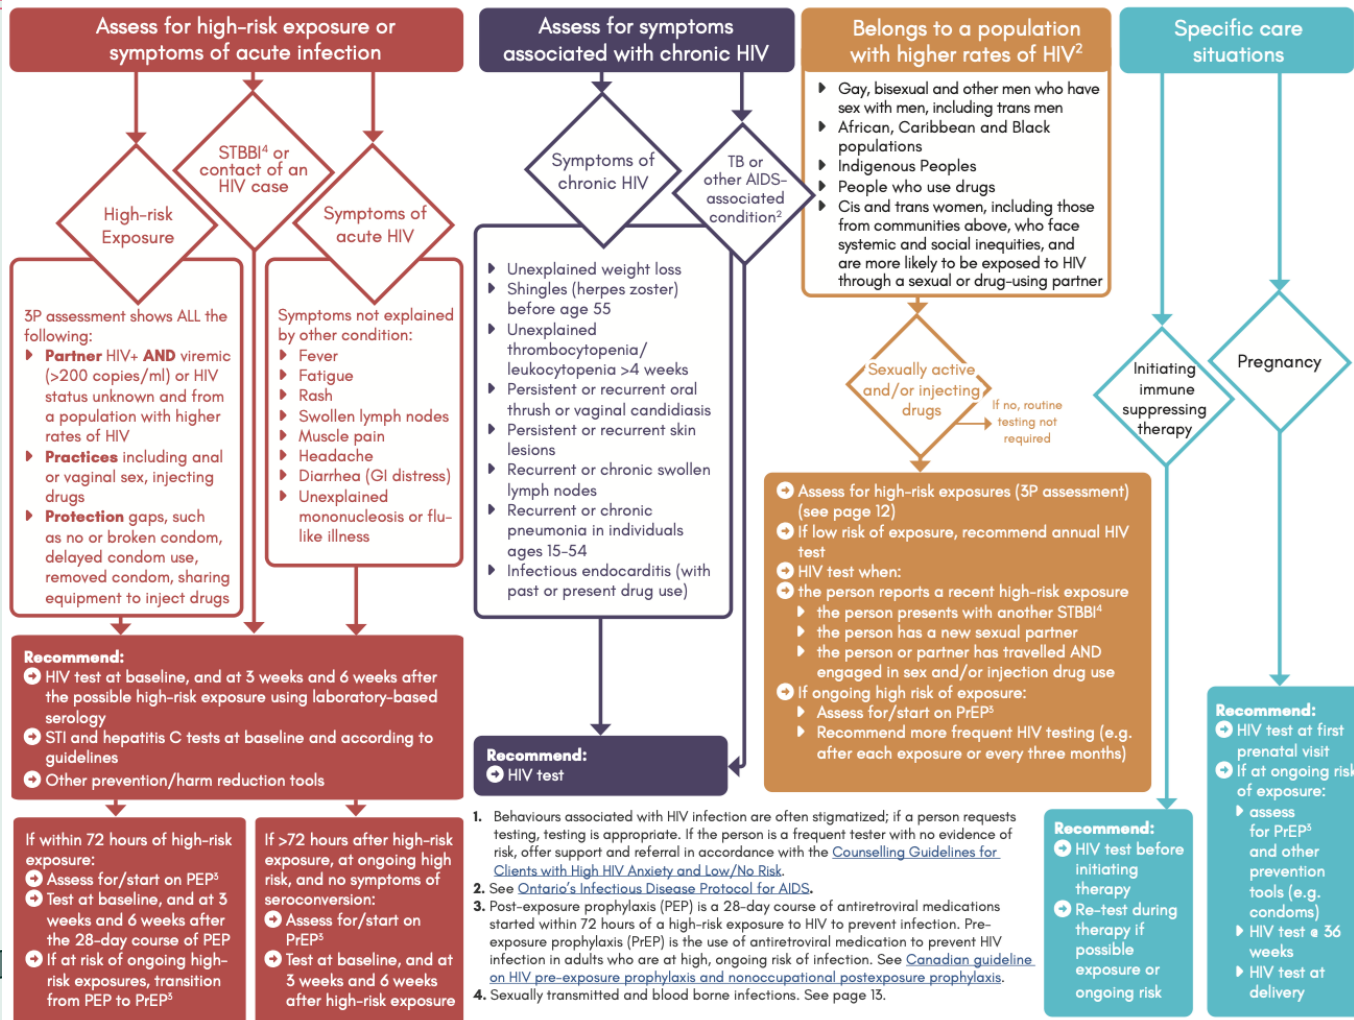 Assess for high-risk exposure or
symptoms of acute infection
High-risk
Exposure
STBBI⁴ or
contact of an
HIV case
Symptoms of
acute HIV
3P assessment shows ALL the
following:
Partner HIV+ AND viremic
(>200 copies/ml) or HIV
status unknown and from
a population with higher
rates of HIV
Practices including anal
or vaginal sex, injecting
drugs
Protection gaps, such
as no or broken condom,
delayed condom use,
removed condom, sharing
equipment to inject drugs
Symptoms not explained
by other condition:
Fever
Fatigue
Rash
Swollen lymph nodes
Muscle pain
Headache
Diarrhea (GI distress)
Unexplained
mononucleosis or flu-
like illness
Recommend:
HIV test at baseline, and at 3 weeks and 6 weeks after
the possible high-risk exposure using laboratory-based
serology
STI and hepatitis C tests at baseline and according to
guidelines
Other prevention/harm reduction tools
If within 72 hours of high-risk
exposure:
Assess for/start on PEP³
Test at baseline, and at 3
weeks and 6 weeks after
the 28-day course of PEP
If at risk of ongoing high-
risk exposures, transition
from PEP to PrEP³
If >72 hours after high-risk
exposure, at ongoing high
risk, and no symptoms of
seroconversion:
Assess for/start on
PrEP³
Test at baseline, and at
3 weeks and 6 weeks
after high-risk exposure
Assess for symptoms
associated with chronic HIV
Symptoms of
chronic HIV
TB or
other AIDS-
associated
condition²
Unexplained weight loss
Shingles (herpes zoster)
before age 55
Unexplained
thrombocytopenia/
leukocytopenia >4 weeks
Persistent or recurrent oral
thrush or vaginal candidiasis
Persistent or recurrent skin
lesions
Recurrent or chronic swollen
lymph nodes
Recurrent or chronic
pneumonia in individuals
ages 15-54
Infectious endocarditis (with
past or present drug use)
Recommend:
HIV test
Belongs to a population
with higher rates of HIV²
Gay, bisexual and other men who have
sex with men, including trans men
African, Caribbean and Black
populations
Indigenous Peoples
People who use drugs
Cis and trans women, including those
from communities above, who face
systemic and social inequities, and
are more likely to be exposed to HIV
through a sexual or drug-using partner
Sexually active
and/or injecting
drugs
If no, routine
testing not
required
Assess for high-risk exposures (3P assessment)
(see page 12)
If low risk of exposure, recommend annual HIV
test
HIV test when:
the person reports a recent high-risk exposure
the person presents with another STBBI⁴
the person has a new sexual partner
the person or partner has travelled AND
engaged in sex and/or injection drug use
If ongoing high risk of exposure:
Assess for/start on PrEP³
Recommend more frequent HIV testing (e.g.
after each exposure or every three months)
Specific care
situations
Initiating
immune
suppressing
therapy
Pregnancy
Recommend:
HIV test before
initiating
therapy
Re-test during
therapy if
possible
exposure or
ongoing risk
Recommend:
HIV test at first
prenatal visit
If at ongoing risk
of exposure:
assess
for PrEP³
and other
prevention
tools (e.g.
condoms)
HIV test @ 36
weeks
HIV test at
delivery
1. Behaviours associated with HIV infection are often stigmatized; if a person requests
testing, testing is appropriate. If the person is a frequent tester with no evidence of
risk, offer support and referral in accordance with the Counselling Guidelines for
Clients with High HIV Anxiety and Low/No Risk.
2. See Ontario's Infectious Disease Protocol for AIDS.
3. Post-exposure prophylaxis (PEP) is a 28-day course of antiretroviral medications
started within 72 hours of a high-risk exposure to HIV to prevent infection. Pre-
exposure prophylaxis (PrEP) is the use of antiretroviral medication to prevent HIV
infection in adults who are at high, ongoing risk of infection. See Canadian guideline
on HIV pre-exposure prophylaxis and nonoccupational postexposure prophylaxis.
4. Sexually transmitted and blood borne infections. See page 13.